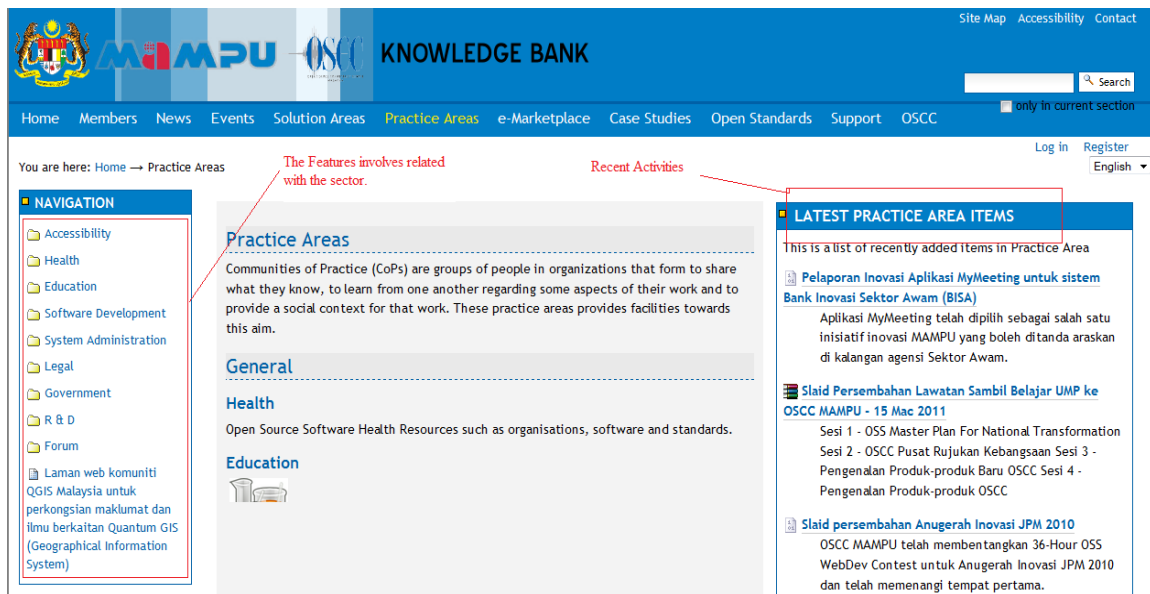 Site Map Accessibility Contact
MAMPU OSCC KNOWLEDGE BANK
Search
only in current section
Home Members News Events Solution Areas Practice Areas e-Marketplace Case Studies Open Standards Support OSCC
Log in Register
You are here: Home → Practice Areas
English
The Features involves related
with the sector.
Recent Activities
NAVIGATION
Accessibility
Health
Education
Software Development
System Administration
Legal
Government
R & D
Forum
Laman web komuniti
QGIS Malaysia untuk
perkongsian maklumat dan
ilmu berkaitan Quantum GIS
(Geographical Information
System)
Practice Areas
Communities of Practice (CoPs) are groups of people in organizations that form to share
what they know, to learn from one another regarding some aspects of their work and to
provide a social context for that work. These practice areas provides facilities towards
this aim.
General
Health
Open Source Software Health Resources such as organisations, software and standards.
Education
LATEST PRACTICE AREA ITEMS
This is a list of recently added items in Practice Area
Pelaporan Inovasi Aplikasi MyMeeting untuk sistem
Bank Inovasi Sektor Awam (BISA)
Aplikasi MyMeeting telah dipilih sebagai salah satu
inisiatif inovasi MAMPU yang boleh ditanda araskan
di kalangan agensi Sektor Awam.
Slaid Persembahan Lawatan Sambil Belajar UMP ke
OSCC MAMPU - 15 Mac 2011
Sesi 1 - OSS Master Plan For National Transformation
Sesi 2 - OSCC Pusat Rujukan Kebangsaan Sesi 3 -
Pengenalan Produk-produk Baru OSCC Sesi 4 -
Pengenalan Produk-produk OSCC
Slaid persembahan Anugerah Inovasi JPM 2010
OSCC MAMPU telah membentangkan 36-Hour OSS
WebDev Contest untuk Anugerah Inovasi JPM 2010
dan telah memenangi tempat pertama.